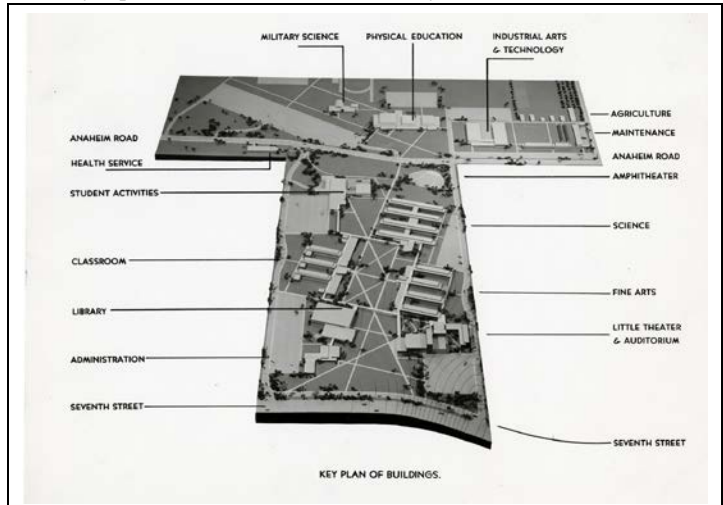 MILITARY SCIENCE
PHYSICAL EDUCATION
INDUSTRIAL ARTS
& TECHNOLOGY
AGRICULTURE
ANAHEIM ROAD
MAINTENANCE
HEALTH SERVICE
ANAHEIM ROAD
AMPHITHEATER
STUDENT ACTIVITIES
SCIENCE
CLASSROOM
FINE ARTS
LIBRARY
LITTLE THEATER
& AUDITORIUM
ADMINISTRATION
SEVENTH STREET
SEVENTH STREET
KEY PLAN OF BUILDINGS.